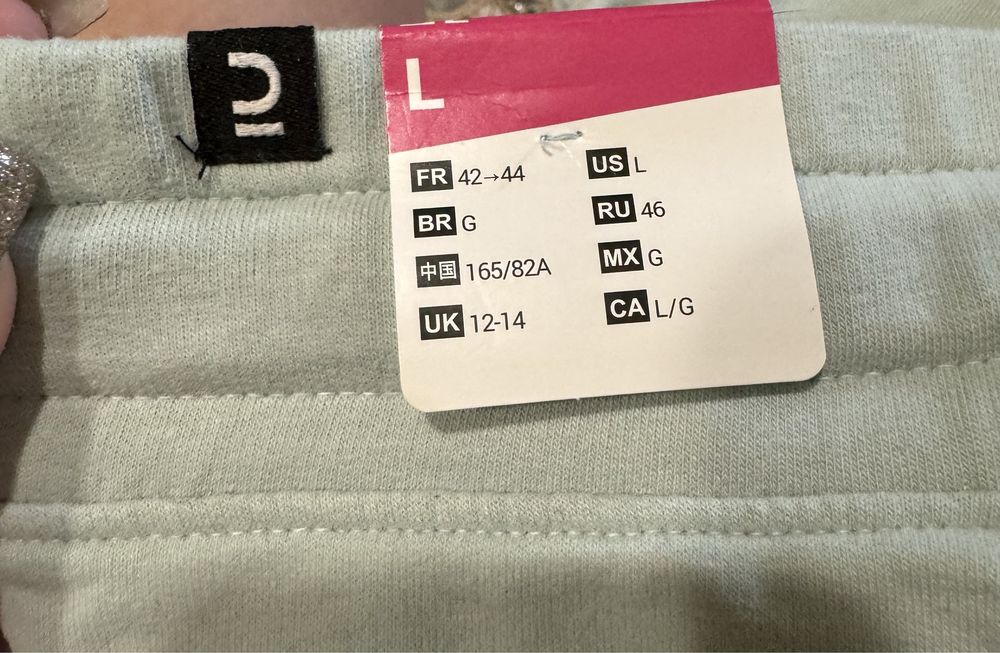 L
FR 42→44
US L
BR G
RU 46
中国 165/82A
MX G
UK 12-14
CA L/G